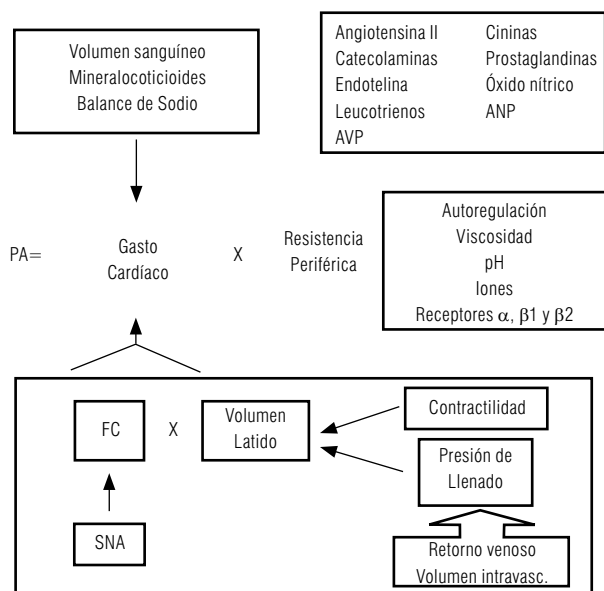 Volumen sanguíneo
Mineralocoticioides
Balance de Sodio
Angiotensina II
Catecolaminas
Endotelina
Leucotrienos
AVP
Cininas
Prostaglandinas
Óxido nítrico
ANP
PA=
Gasto
Cardíaco
X
Resistencia
Periférica
Autoregulación
Viscosidad
pH
Iones
Receptores α, β1 y β2
FC
X
Volumen
Latido
Contractilidad
Presión de
Llenado
SNA
Retorno venoso
Volumen intravasc.